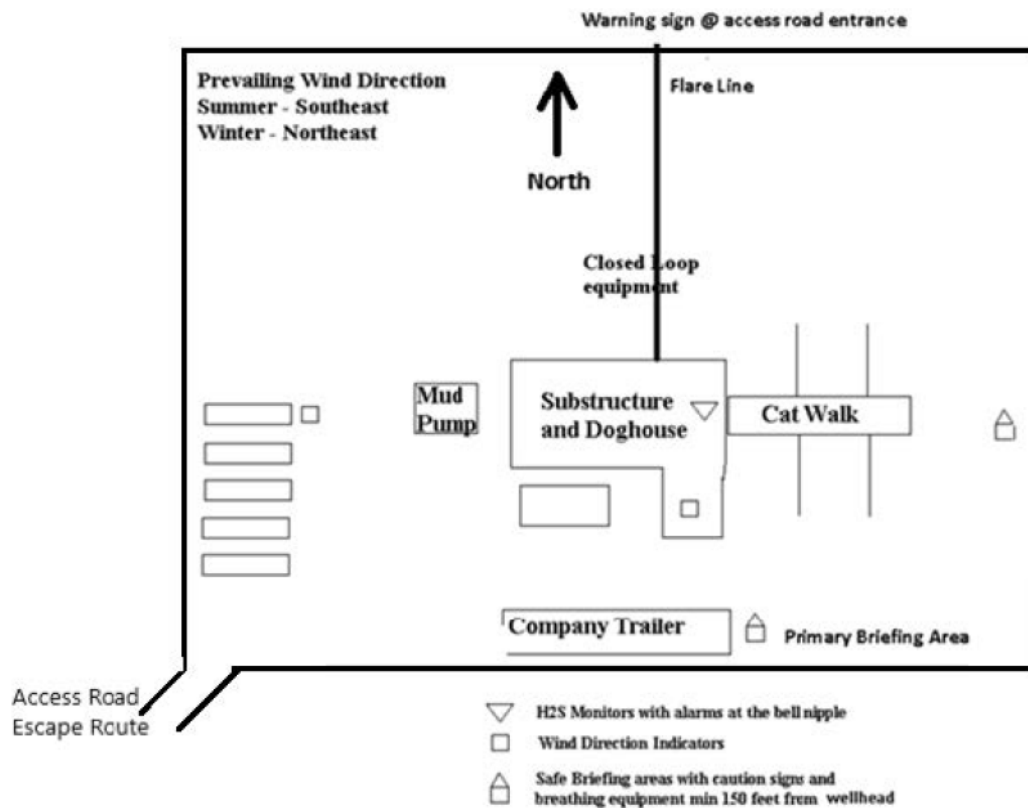 Warning sign @ access road entrance
Prevailing Wind Direction
Summer - Southeast
Winter - Northeast
Flare Line
North
Closed Loop
equipment
Mud
Pump
Substructure
and Doghouse
Cat Walk
Company Trailer
Primary Briefing Area
Access Road
Escape Route
H2S Monitors with alarms at the bell nipple
Wind Direction Indicators
Safe Briefing areas with caution signs and
breathing equipment min 150 feet from wellhead